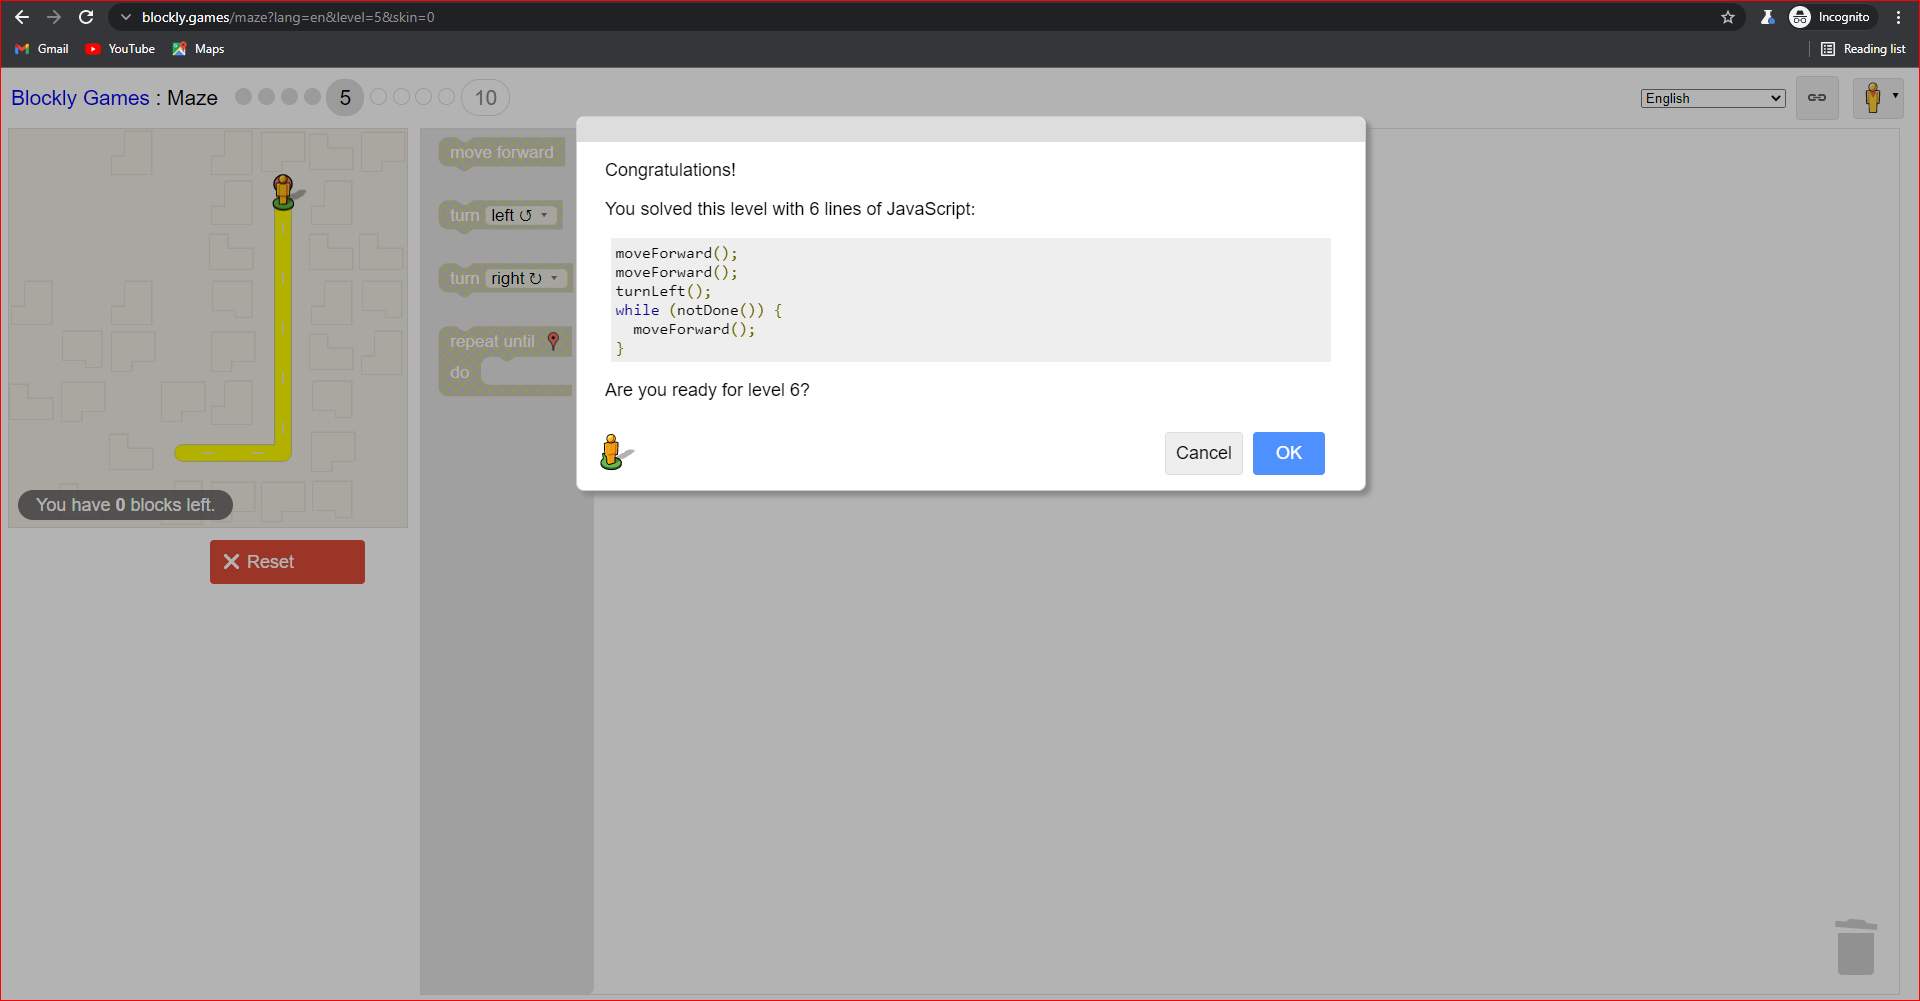 blockly.games/maze?lang=en&level=5&skin=0
Incognito
Gmail
YouTube
Maps
Reading list
Blockly Games : Maze
5
10
English
move forward
turn left ↺
turn right ↻
repeat until
do
You have 0 blocks left.
Reset
Congratulations!
You solved this level with 6 lines of JavaScript:
moveForward();
moveForward();
turnLeft();
while (notDone()) {
  moveForward();
}
Are you ready for level 6?
Cancel
OK